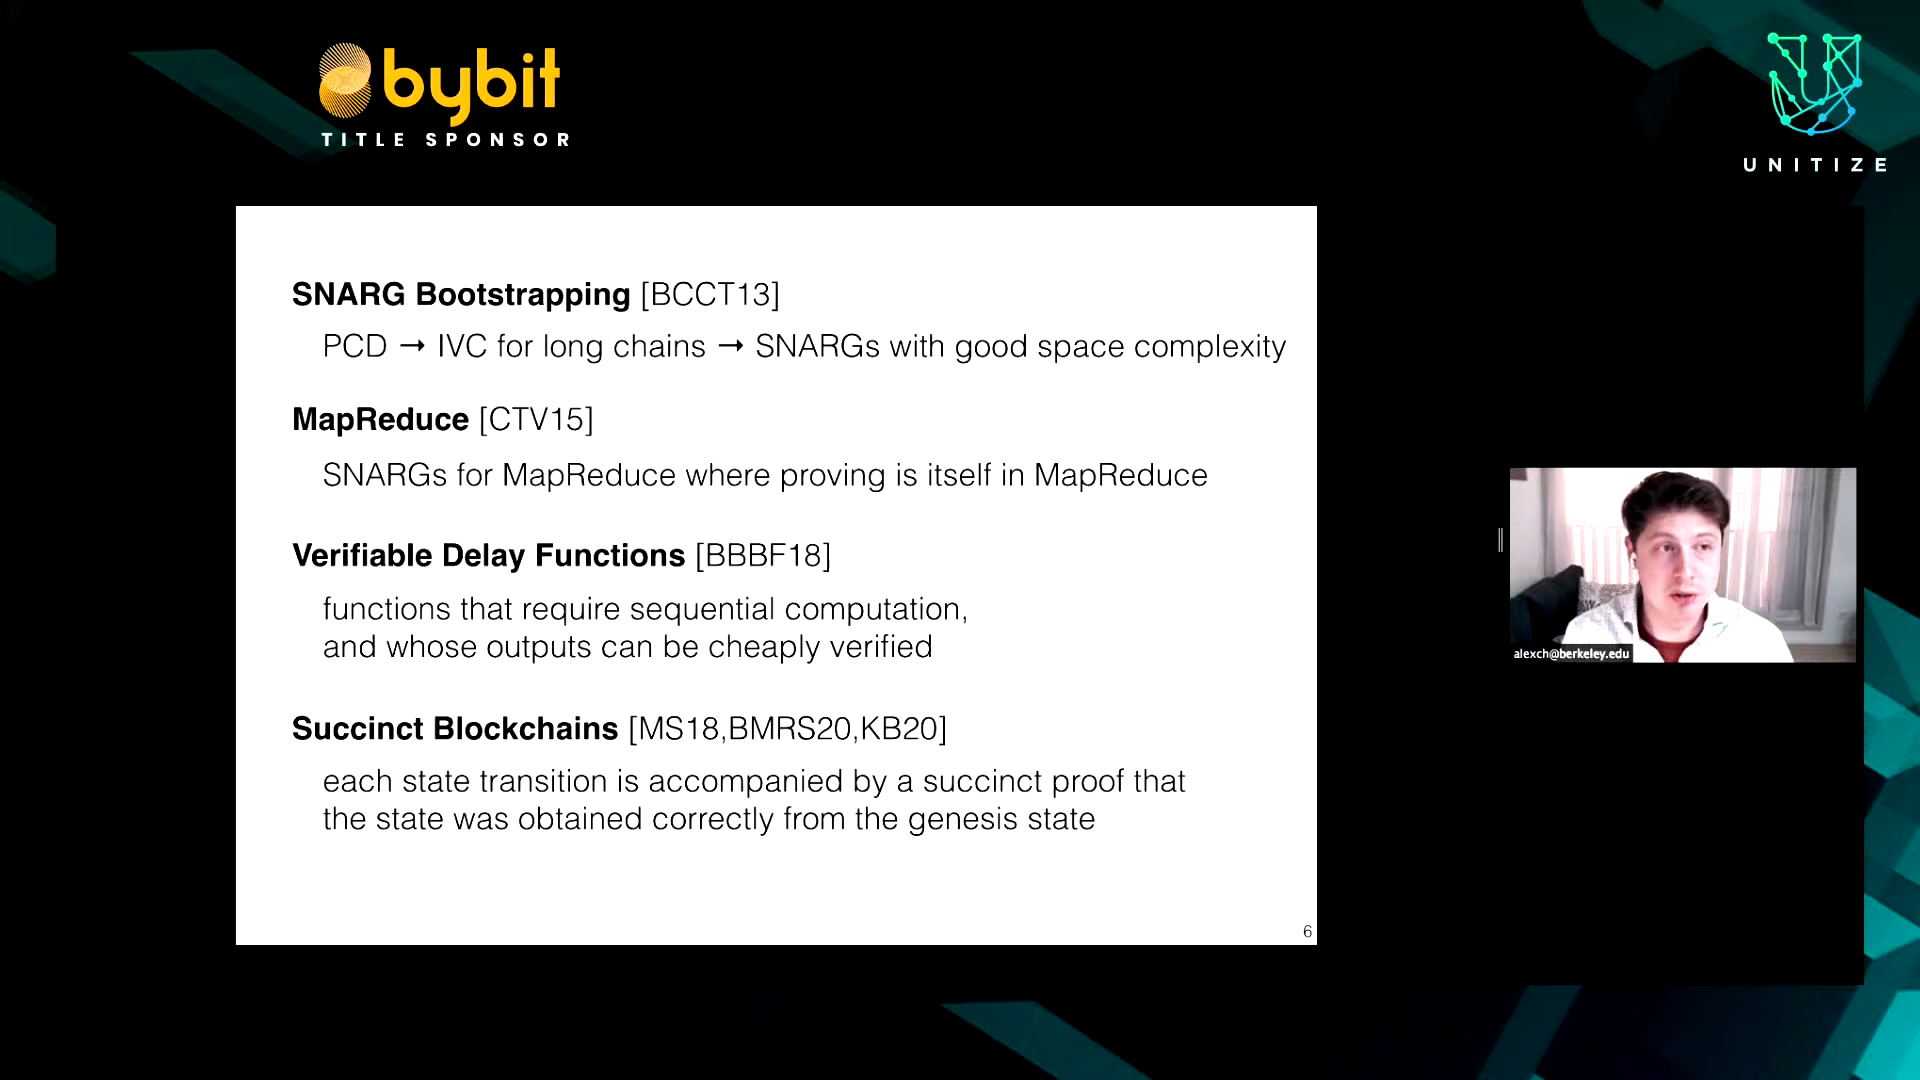 bybit
TITLE SPONSOR
UNITIZE
SNARG Bootstrapping [BCCT13]
PCD → IVC for long chains → SNARGs with good space complexity
MapReduce [CTV15]
SNARGs for MapReduce where proving is itself in MapReduce
Verifiable Delay Functions [BBBF18]
functions that require sequential computation,
and whose outputs can be cheaply verified
Succinct Blockchains [MS18,BMRS20,KB20]
each state transition is accompanied by a succinct proof that
the state was obtained correctly from the genesis state
6
alexch@berkeley.edu